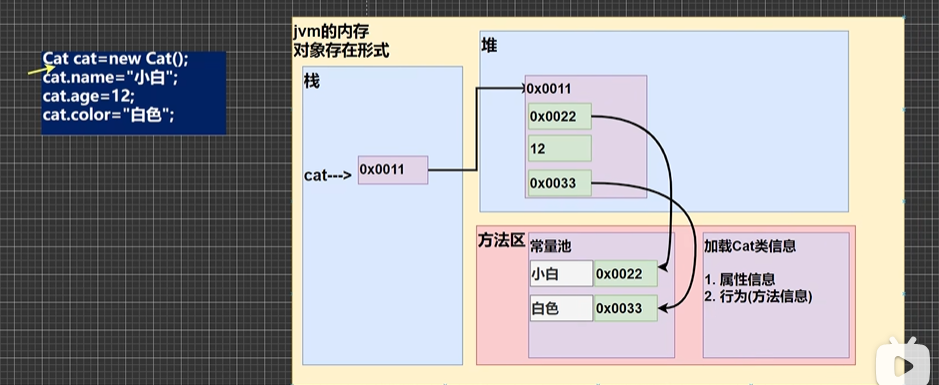 Cat cat=new Cat();
cat.name="小白";
cat.age=12;
cat.color="白色";
jvm的内存
对象存在形式
栈
cat--->
0x0011
堆
0x0011
0x0022
12
0x0033
方法区
常量池
小白
0x0022
白色
0x0033
加载Cat类信息
1. 属性信息
2. 行为(方法信息)